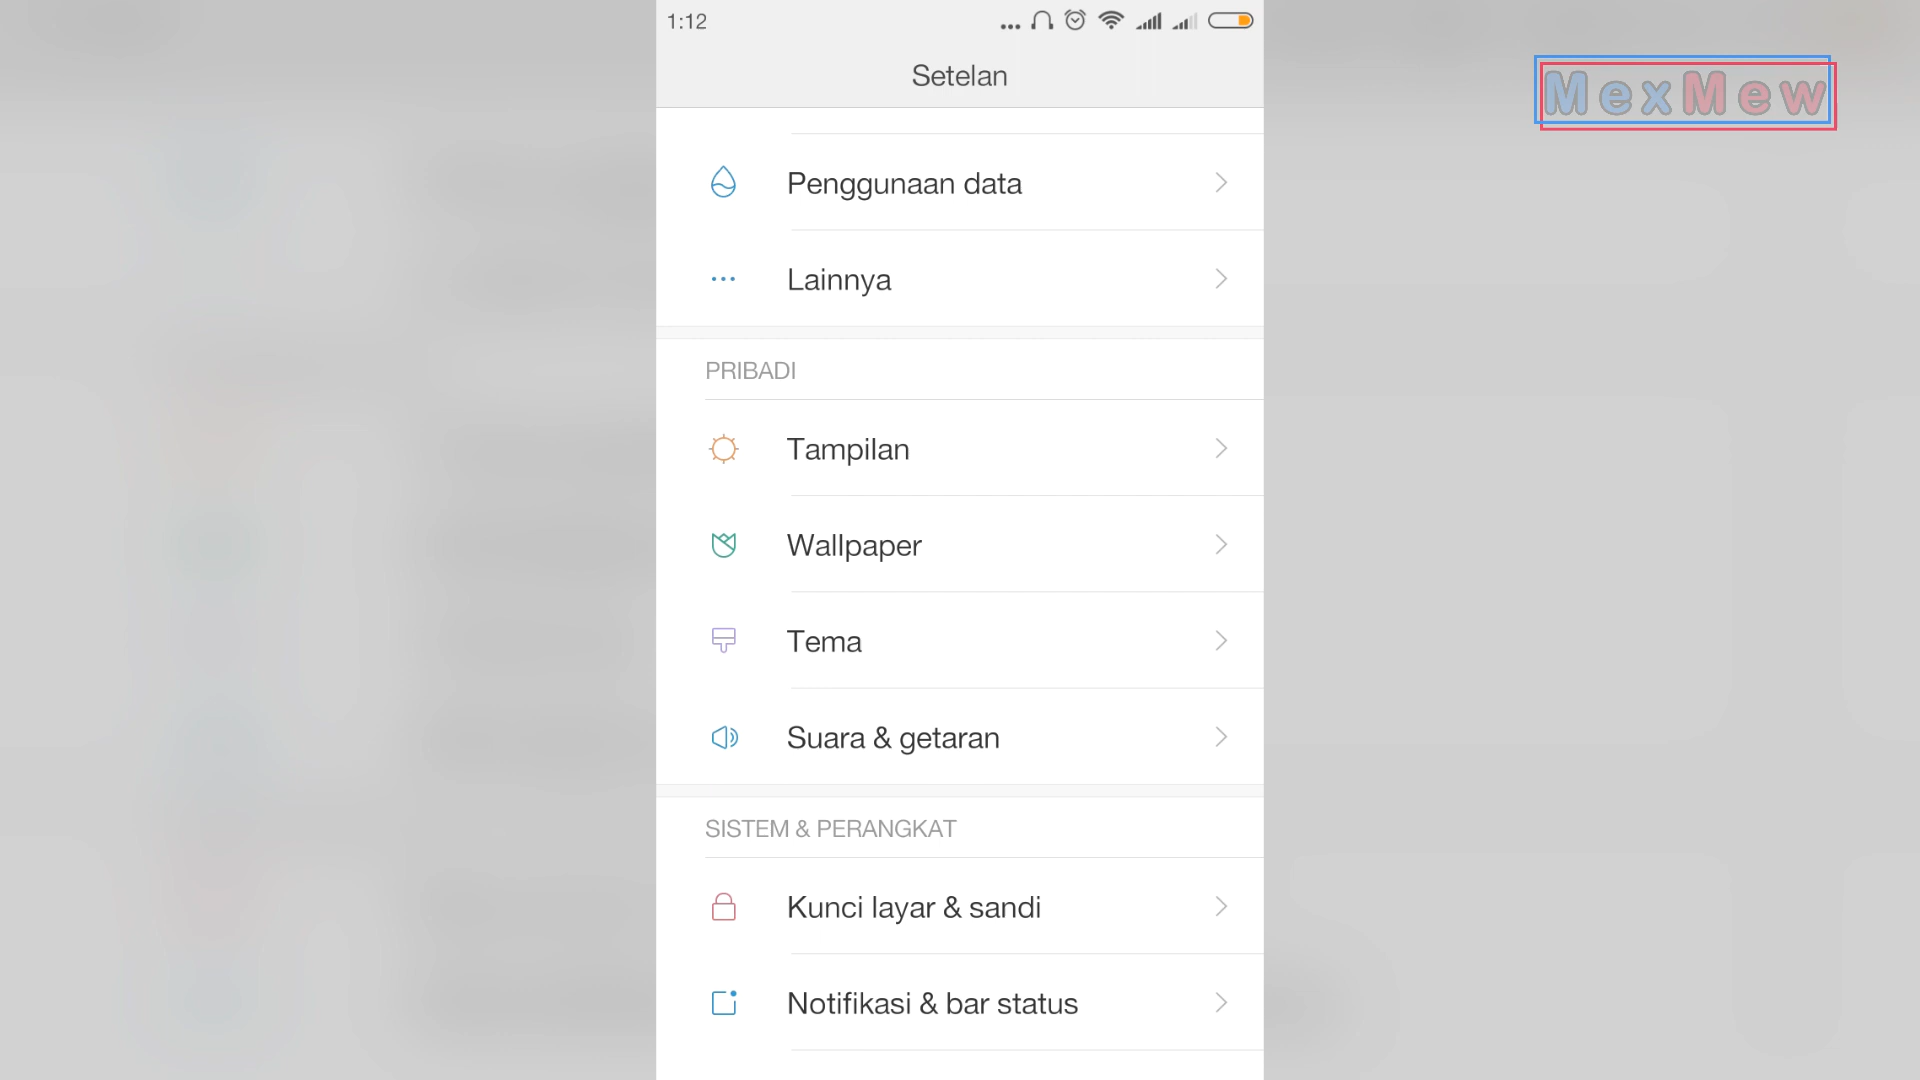 1:12
MexMew
Setelan
Penggunaan data
Lainnya
PRIBADI
Tampilan
Wallpaper
Tema
Suara & getaran
SISTEM & PERANGKAT
Kunci layar & sandi
Notifikasi & bar status